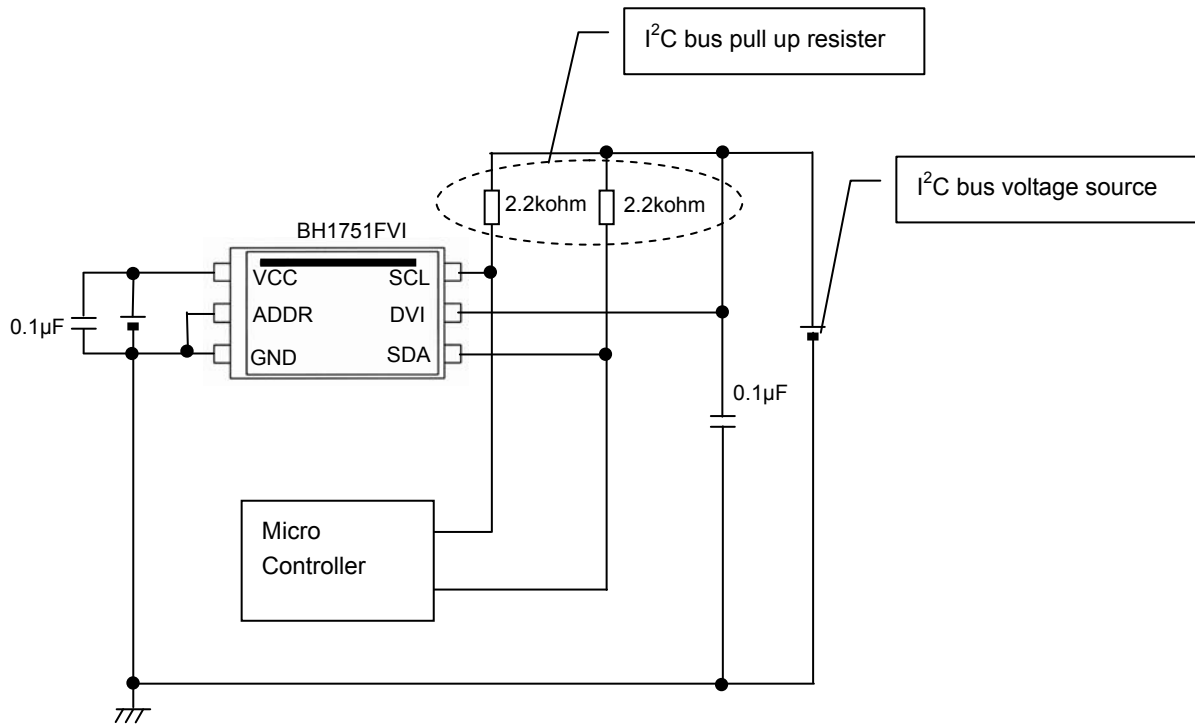 I²C bus pull up resister
I²C bus voltage source
2.2kohm 2.2kohm
BH1751FVI
VCC SCL
0.1µF ADDR DVI
GND SDA
0.1µF
Micro
Controller